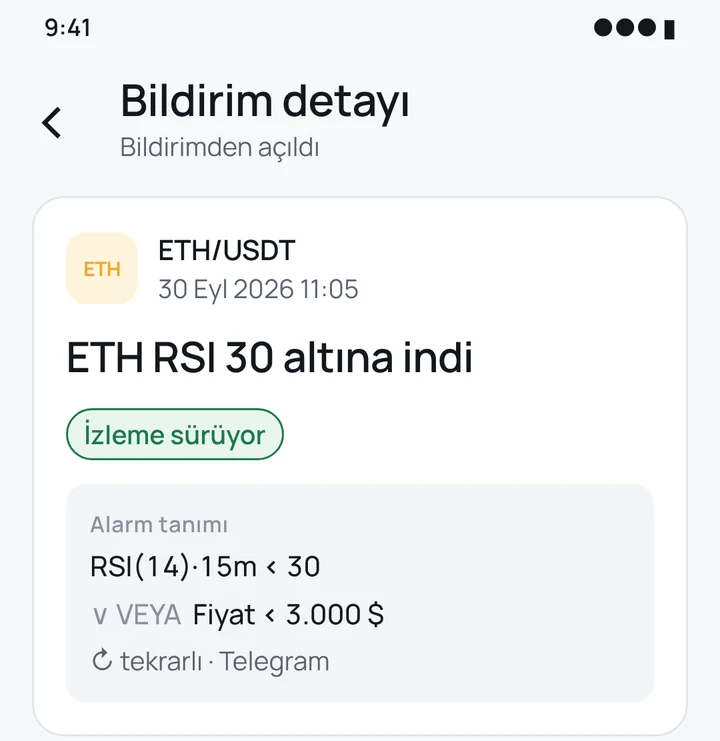 9:41
Bildirim detayı
Bildirimden açıldı
ETH
ETH/USDT
30 Eyl 2026 11:05
ETH RSI 30 altına indi
İzleme sürüyor
Alarm tanımı
RSI(14)·15m < 30
∨ VEYA Fiyat < 3.000 $
↻ tekrarlı · Telegram